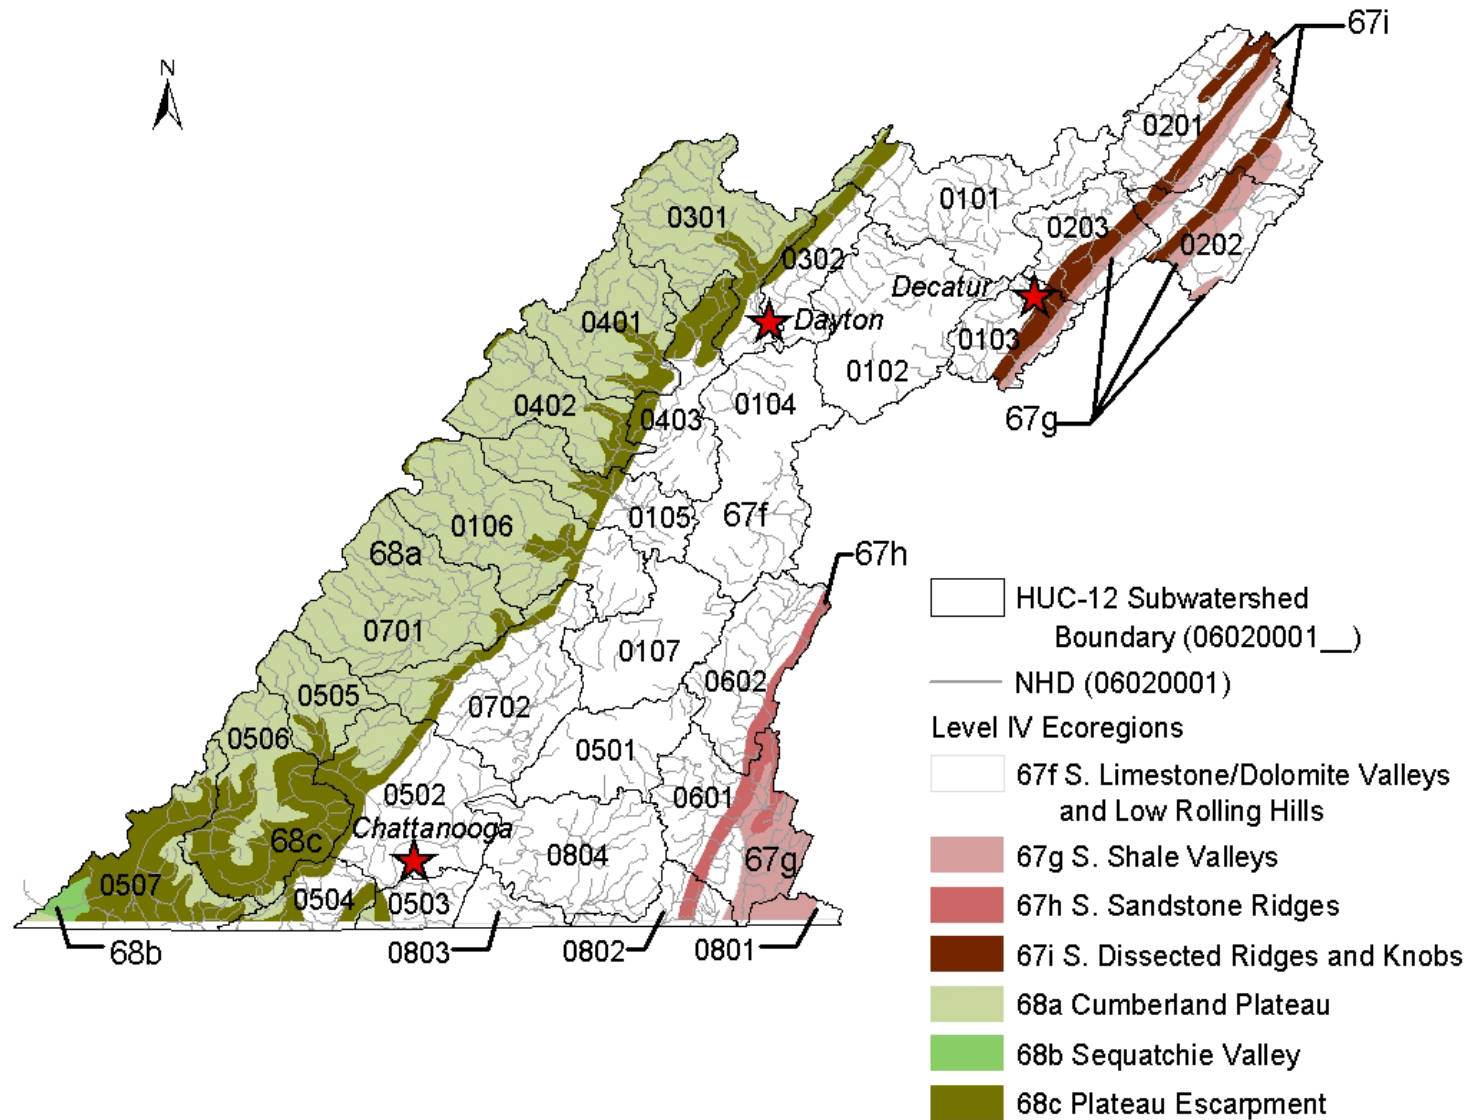 67i
N
0201
0101
0301
0203
0202
0302
Decatur
Dayton
0401
0103
0102
0402
0403
0104
67g
0106
0105
67f
68a
67h
0701
0107
0602
0505
0702
0506
0501
0502
0601
Chattanooga
68c
0804
67g
0507
0504
0503
68b
0803
0802
0801
HUC-12 Subwatershed
Boundary (06020001__)
NHD (06020001)
Level IV Ecoregions
67f S. Limestone/Dolomite Valleys
and Low Rolling Hills
67g S. Shale Valleys
67h S. Sandstone Ridges
67i S. Dissected Ridges and Knobs
68a Cumberland Plateau
68b Sequatchie Valley
68c Plateau Escarpment